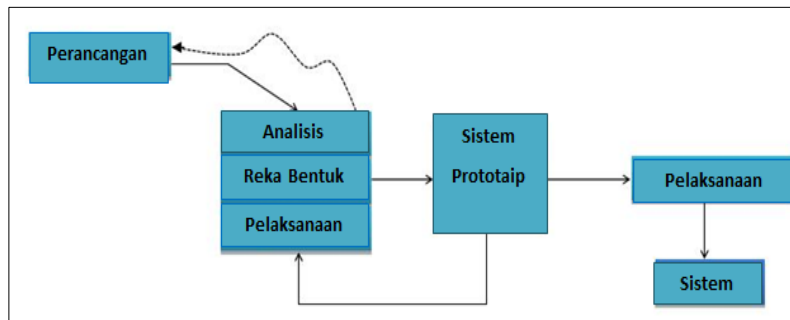 Perancangan
Analisis
Reka Bentuk
Pelaksanaan
Sistem
Prototaip
Pelaksanaan
Sistem